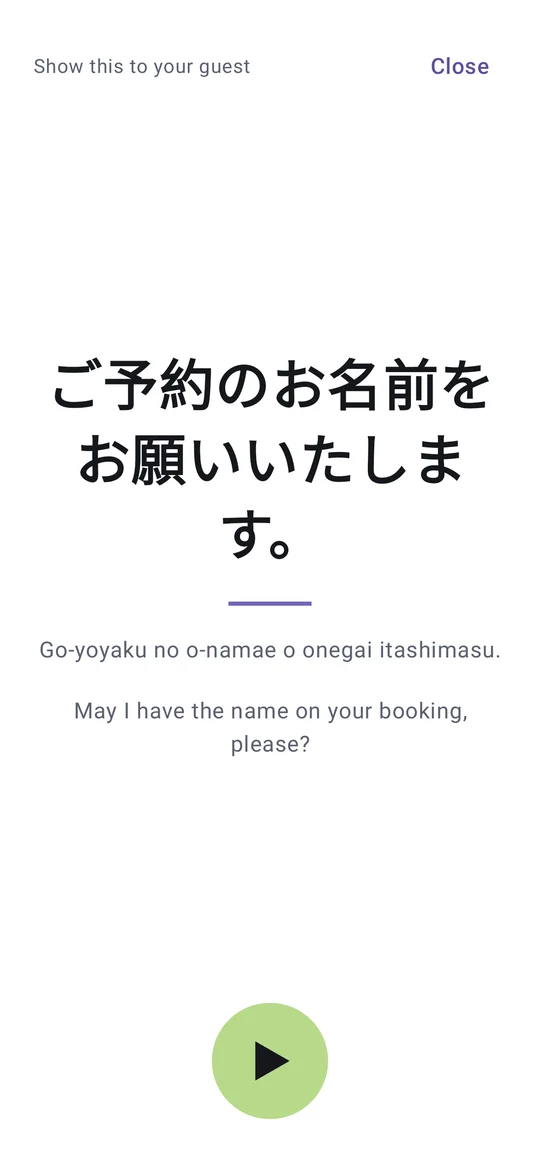 Show this to your guest
Close
ご予約のお名前を
お願いいたしま
す。
Go-yoyaku no o-namae o onegai itashimasu.
May I have the name on your booking,
please?